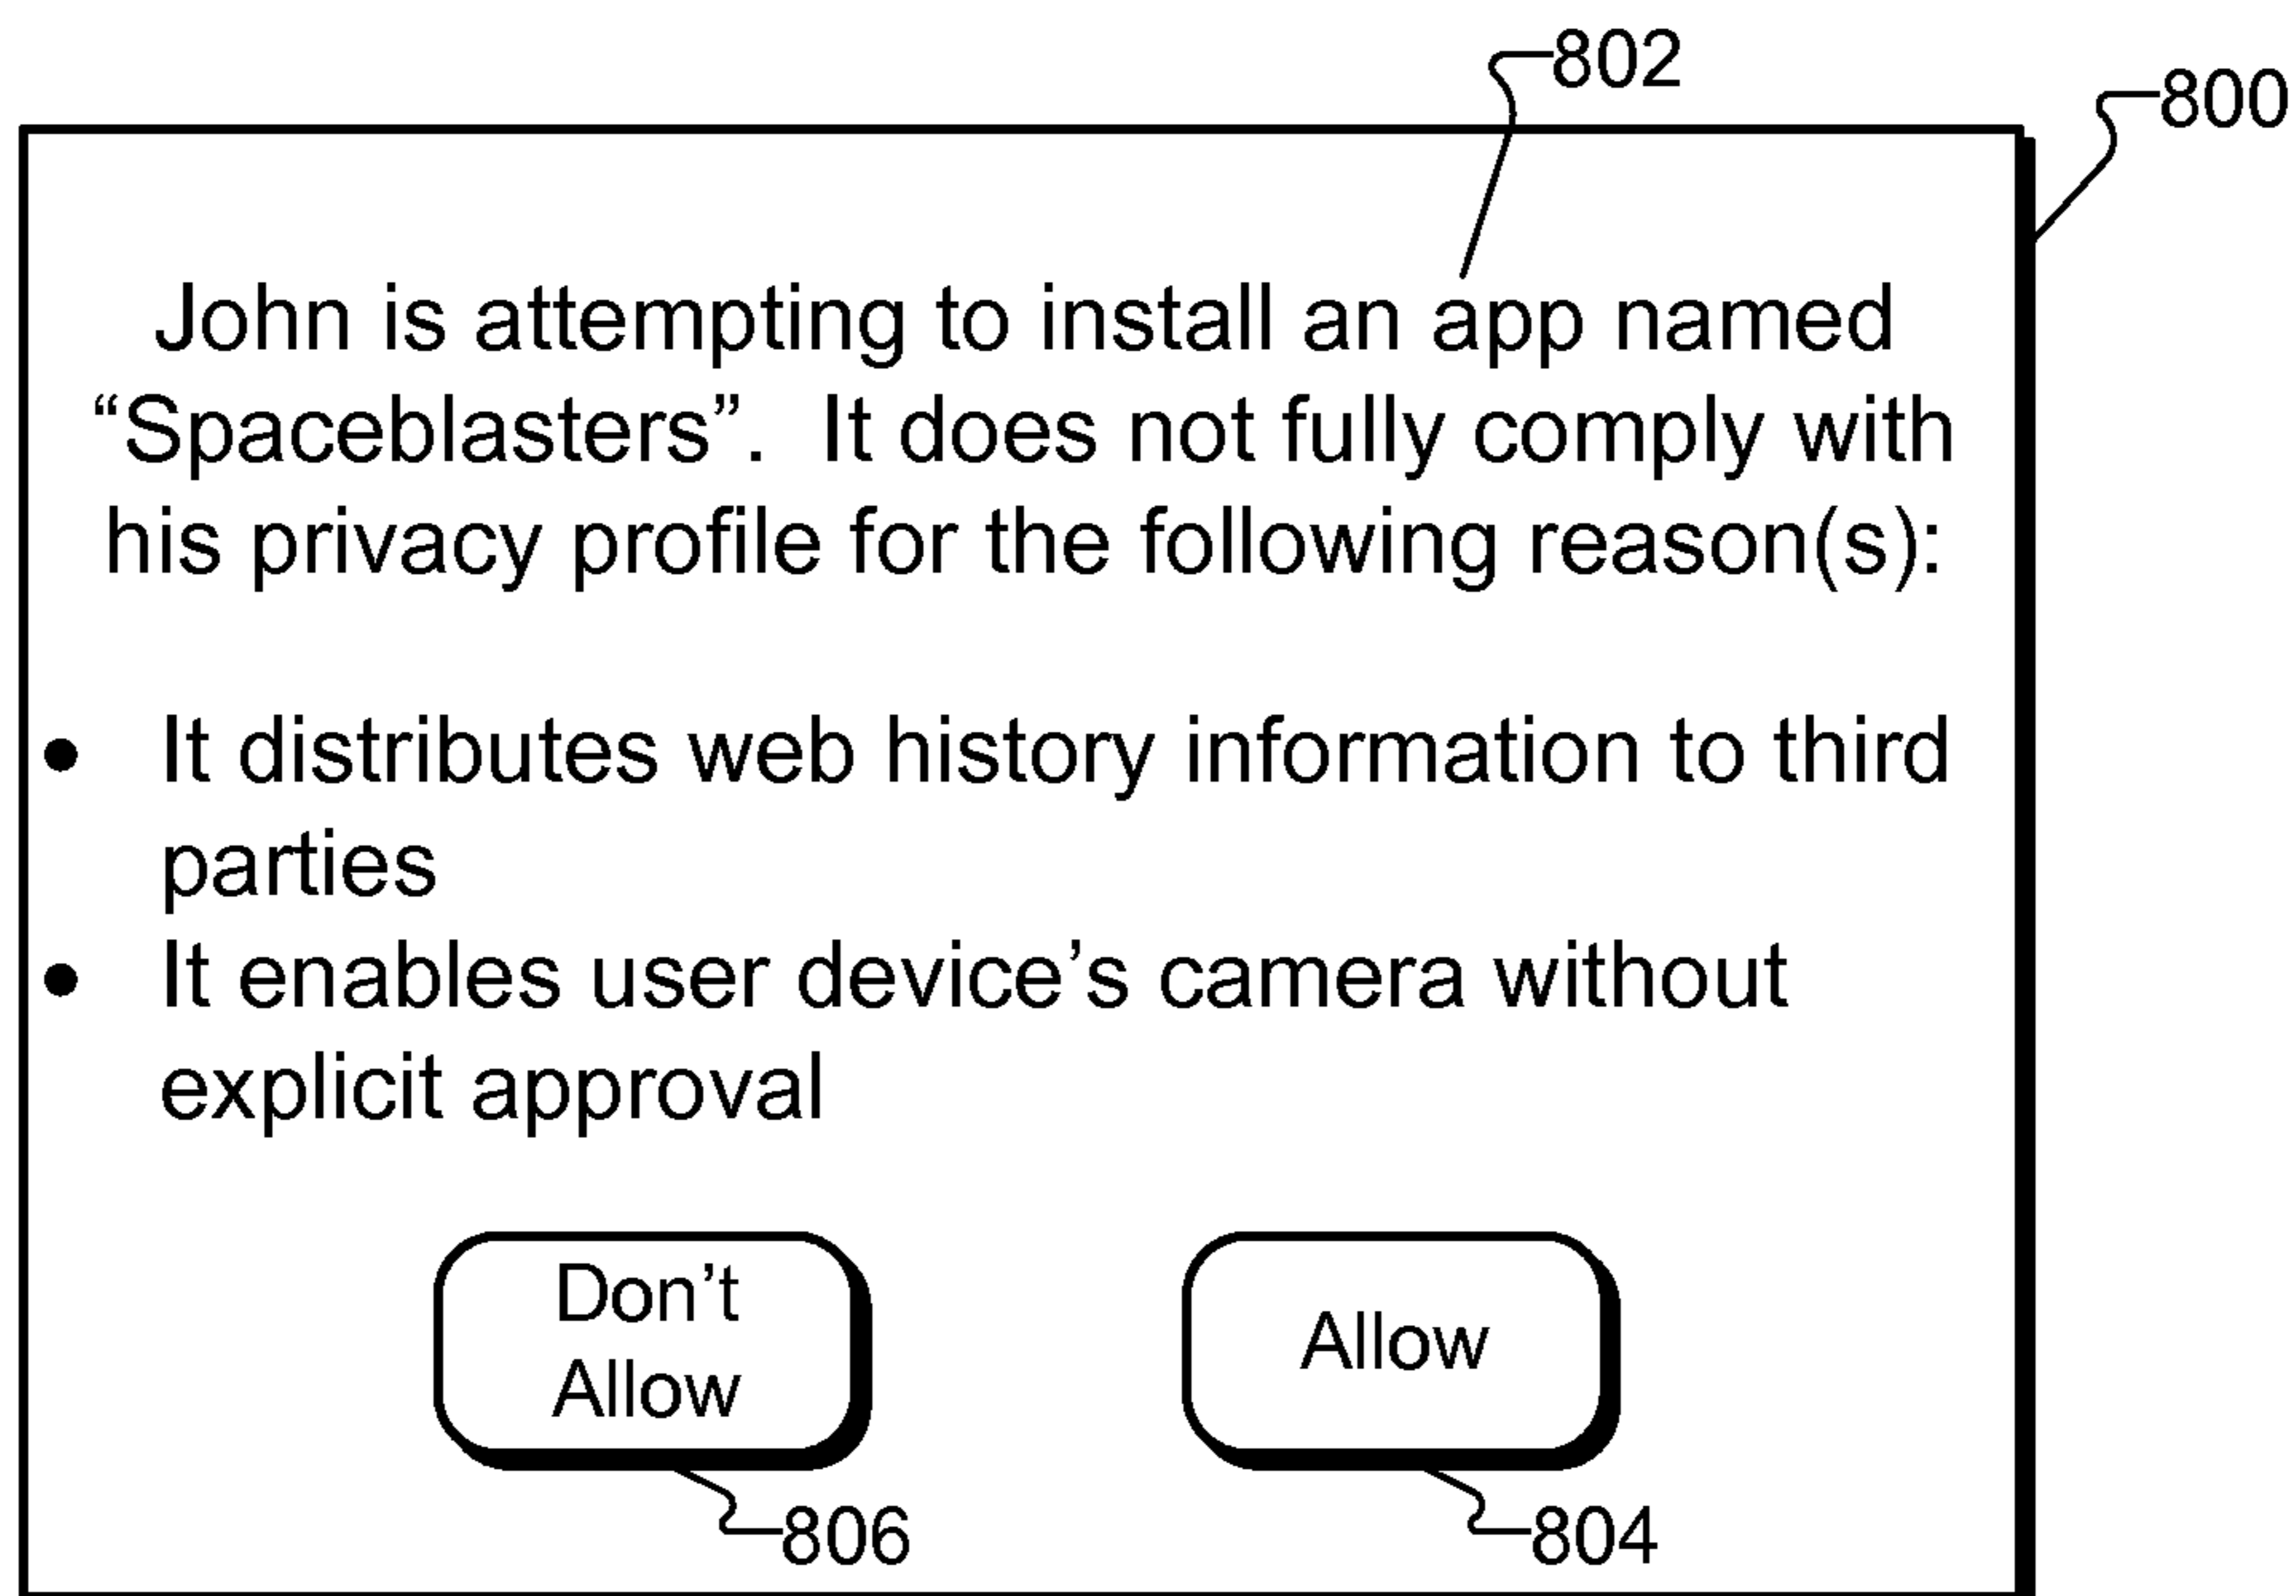 802
800
John is attempting to install an app named
“Spaceblasters”.  It does not fully comply with
his privacy profile for the following reason(s):
• It distributes web history information to third
parties
• It enables user device’s camera without
explicit approval
Don’t
Allow
Allow
806
804